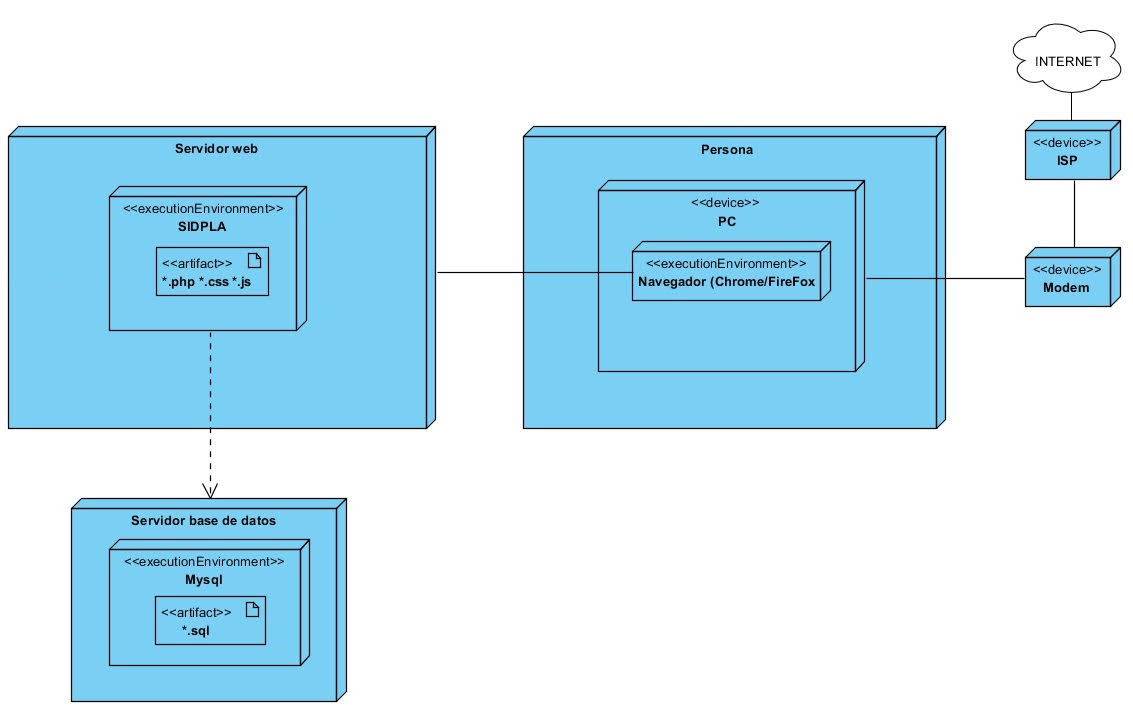 INTERNET
<<device>>
ISP
<<device>>
Modem
Servidor web
<<executionEnvironment>>
SIDPLA
<<artifact>>
*.php *.css *.js
Persona
<<device>>
PC
<<executionEnvironment>>
Navegador (Chrome/FireFox
Servidor base de datos
<<executionEnvironment>>
Mysql
<<artifact>>
*.sql